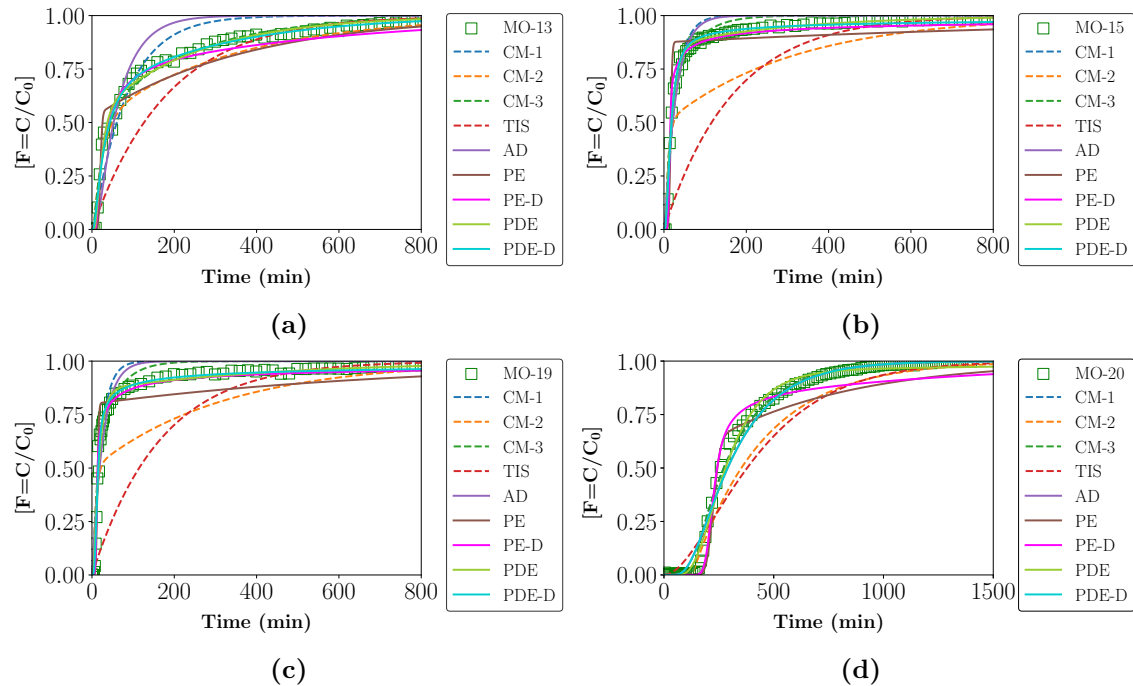 1.00
0.75
0.50
0.25
0.00
[F=C/C0]
0
200
400
600
800
Time (min)
MO-13
CM-1
CM-2
CM-3
TIS
AD
PE
PE-D
PDE
PDE-D
(a)
1.00
0.75
0.50
0.25
0.00
[F=C/C0]
0
200
400
600
800
Time (min)
MO-15
CM-1
CM-2
CM-3
TIS
AD
PE
PE-D
PDE
PDE-D
(b)
1.00
0.75
0.50
0.25
0.00
[F=C/C0]
0
200
400
600
800
Time (min)
MO-19
CM-1
CM-2
CM-3
TIS
AD
PE
PE-D
PDE
PDE-D
(c)
1.00
0.75
0.50
0.25
0.00
[F=C/C0]
0
500
1000
1500
Time (min)
MO-20
CM-1
CM-2
CM-3
TIS
AD
PE
PE-D
PDE
PDE-D
(d)